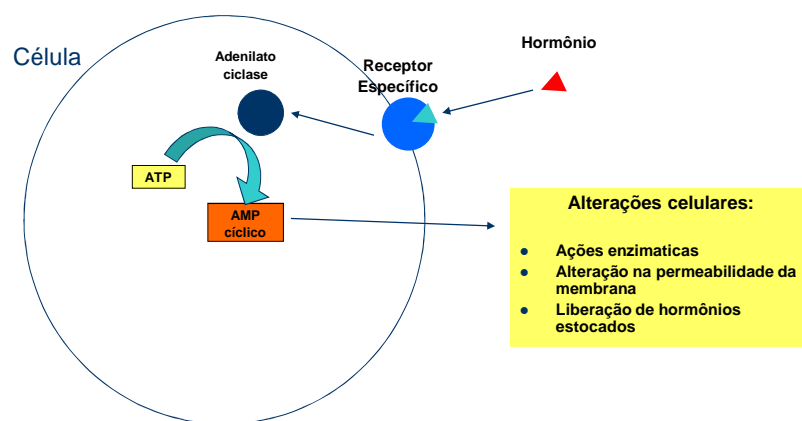 Célula
Adenilato
ciclase
Receptor
Específico
Hormônio
ATP
AMP
cíclico
Alterações celulares:
● Ações enzimaticas
● Alteração na permeabilidade da
membrana
● Liberação de hormônios
estocados